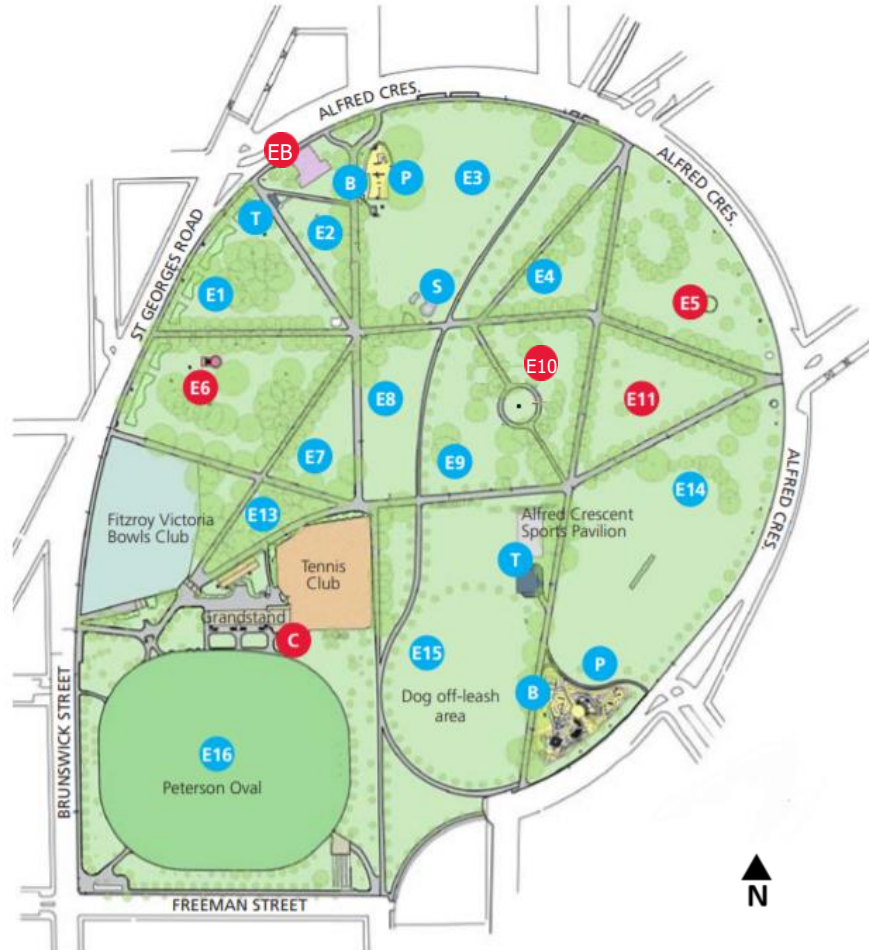 ALFRED CRES.
EB
B
P
E3
ALFRED CRES.
T
E2
ST GEORGES ROAD
E1
S
E4
E5
E6
E10
E8
E11
E7
E9
E14
E13
Fitzroy Victoria
Bowls Club
Alfred Crescent
Sports Pavilion
ALFRED CRES.
Tennis
Club
T
Grandstand
C
E15
P
Dog off-leash
area
B
BRUNSWICK STREET
E16
Peterson Oval
N
FREEMAN STREET